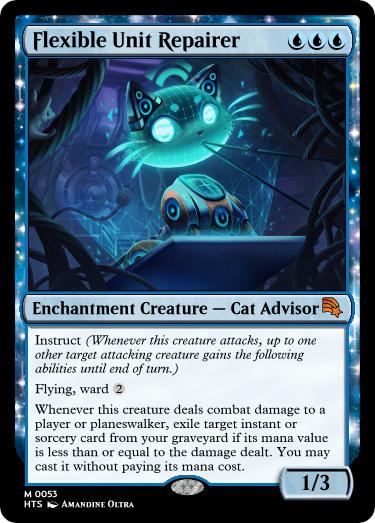 Flexible Unit Repairer
Enchantment Creature — Cat Advisor
Instruct (Whenever this creature attacks, up to
one other target attacking creature gains the
following abilities until end of turn.)
Flying, ward 2
Whenever this creature deals combat damage to a
player or planeswalker, exile target instant or
sorcery card from your graveyard if its mana value
is less than or equal to the damage dealt. You may
cast it without paying its mana cost.
1/3
M 0053
HTS Amandine Oltra